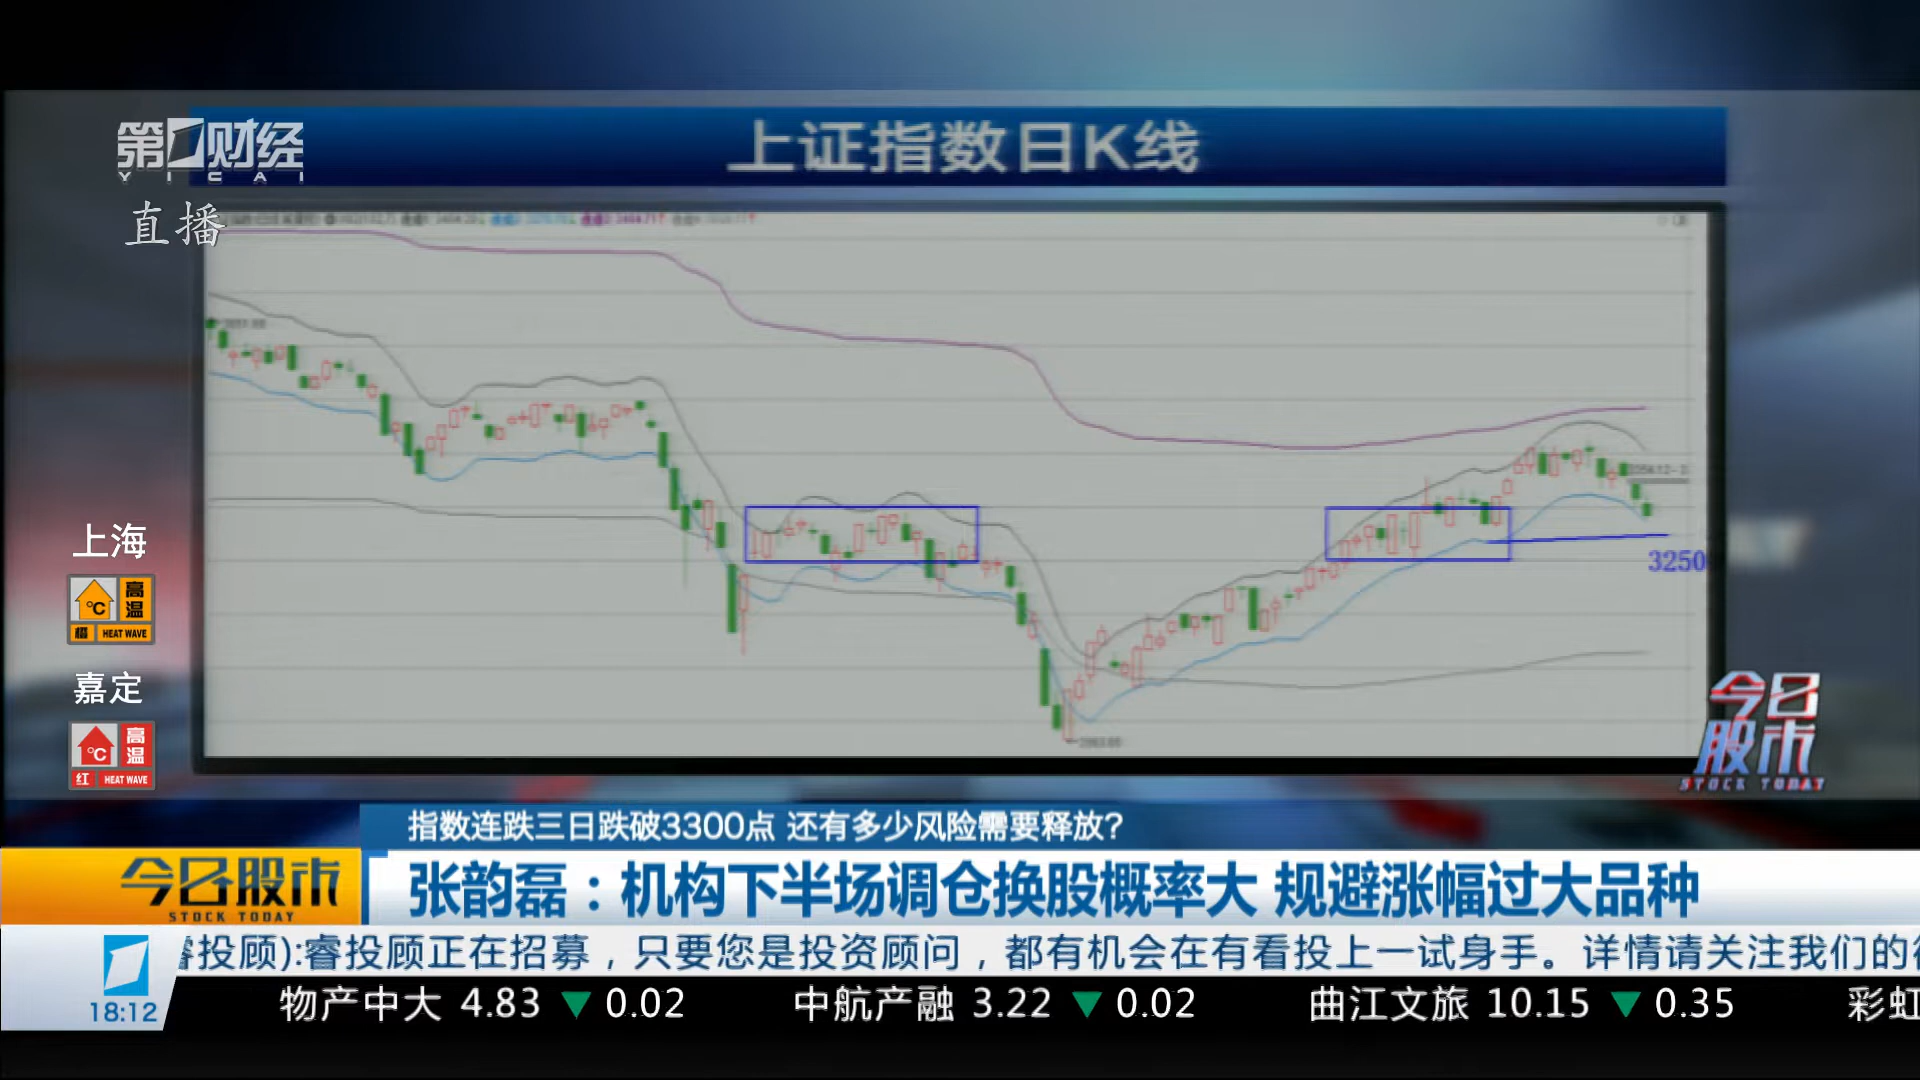 上证指数日K线
第1财经
YICAI
直播
3250
上海
℃ 高温
橙 HEAT WAVE
嘉定
℃ 高温
红 HEAT WAVE
今日股市
STOCK TODAY
指数连跌三日跌破3300点 还有多少风险需要释放?
今日股市
STOCK TODAY
张韵磊：机构下半场调仓换股概率大 规避涨幅过大品种
睿投顾):睿投顾正在招募，只要您是投资顾问，都有机会在有看投上一试身手。详情请关注我们的
18:12
物产中大 4.83 ▼ 0.02 中航产融 3.22 ▼ 0.02 曲江文旅 10.15 ▼ 0.35 彩虹